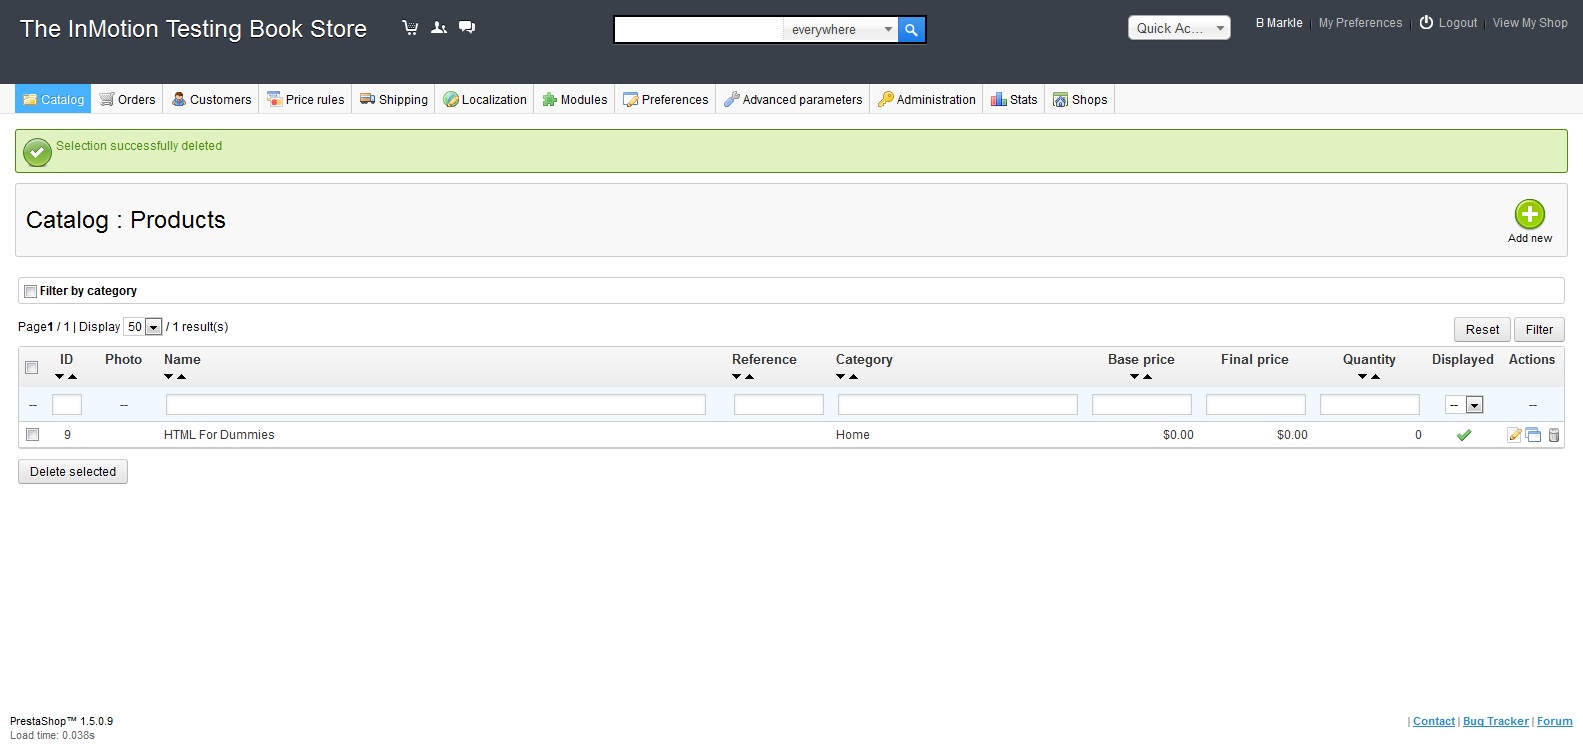 The InMotion Testing Book Store
everywhere
Quick Ac...
B Markle
My Preferences
Logout
View My Shop
Catalog Orders Customers Price rules Shipping Localization Modules Preferences Advanced parameters Administration Stats Shops
Selection successfully deleted
Catalog : Products
Add new
Filter by category
Page1 / 1 | Display 50 / 1 result(s)
Reset Filter
ID Photo Name Reference Category Base price Final price Quantity Displayed Actions
-- -- -- --
9 HTML For Dummies Home $0.00 $0.00 0
Delete selected
PrestaShop™ 1.5.0.9
Load time: 0.038s
| Contact | Bug Tracker | Forum